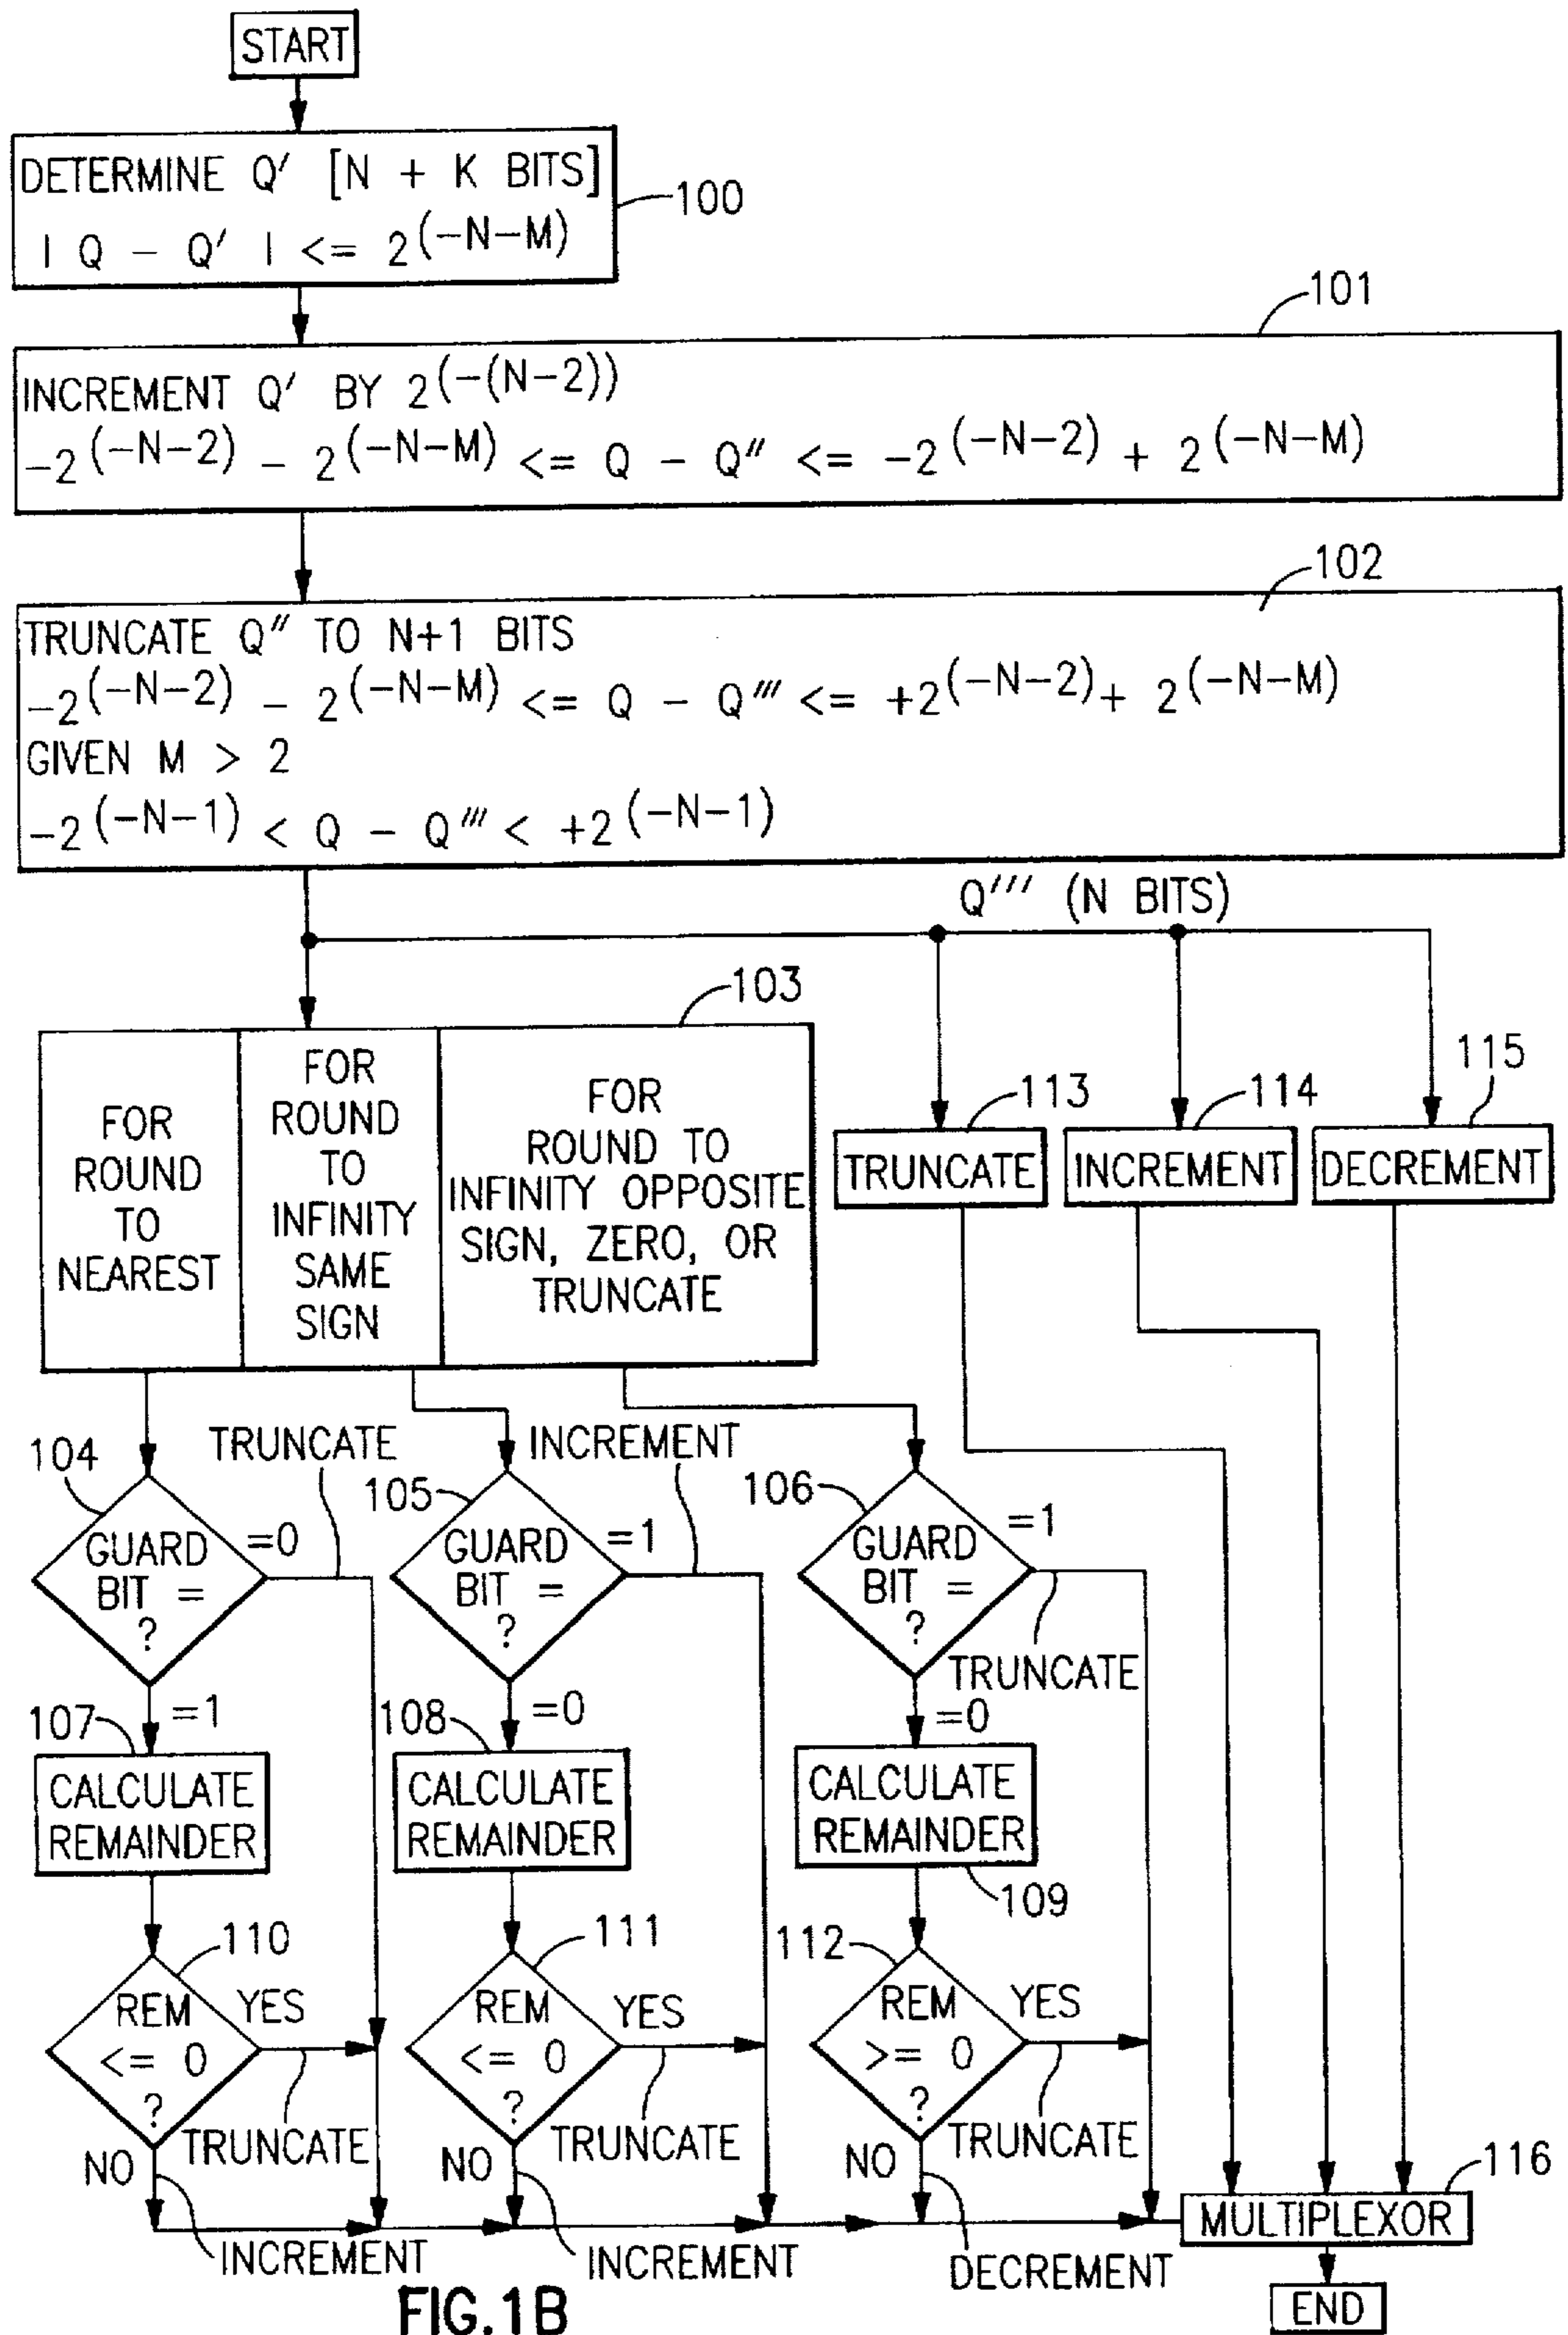 START
DETERMINE Q' [N + K BITS]
| Q – Q' | <= 2^(-N-M)
100
101
INCREMENT Q' BY 2^(-(N-2))
-2^(-N-2) – 2^(-N-M) <= Q – Q'' <= -2^(-N-2) + 2^(-N-M)
102
TRUNCATE Q'' TO N+1 BITS
-2^(-N-2) – 2^(-N-M) <= Q – Q''' <= +2^(-N-2) + 2^(-N-M)
GIVEN M > 2
-2^(-N-1) < Q – Q''' < +2^(-N-1)
Q''' (N BITS)
103
FOR
ROUND
TO
NEAREST
FOR
ROUND
TO
INFINITY
SAME
SIGN
FOR
ROUND TO
INFINITY OPPOSITE
SIGN, ZERO, OR
TRUNCATE
113
TRUNCATE
114
INCREMENT
115
DECREMENT
104
TRUNCATE
GUARD
BIT =
?
=0
=1
105
INCREMENT
GUARD
BIT =
?
=1
=0
106
GUARD
BIT =
?
=1
TRUNCATE
=0
107
CALCULATE
REMAINDER
108
CALCULATE
REMAINDER
CALCULATE
REMAINDER
109
110
REM
<= 0
?
YES
TRUNCATE
NO
INCREMENT
111
REM
<= 0
?
YES
TRUNCATE
NO
INCREMENT
112
REM
>= 0
?
YES
TRUNCATE
NO
DECREMENT
116
MULTIPLEXOR
END
FIG.1B